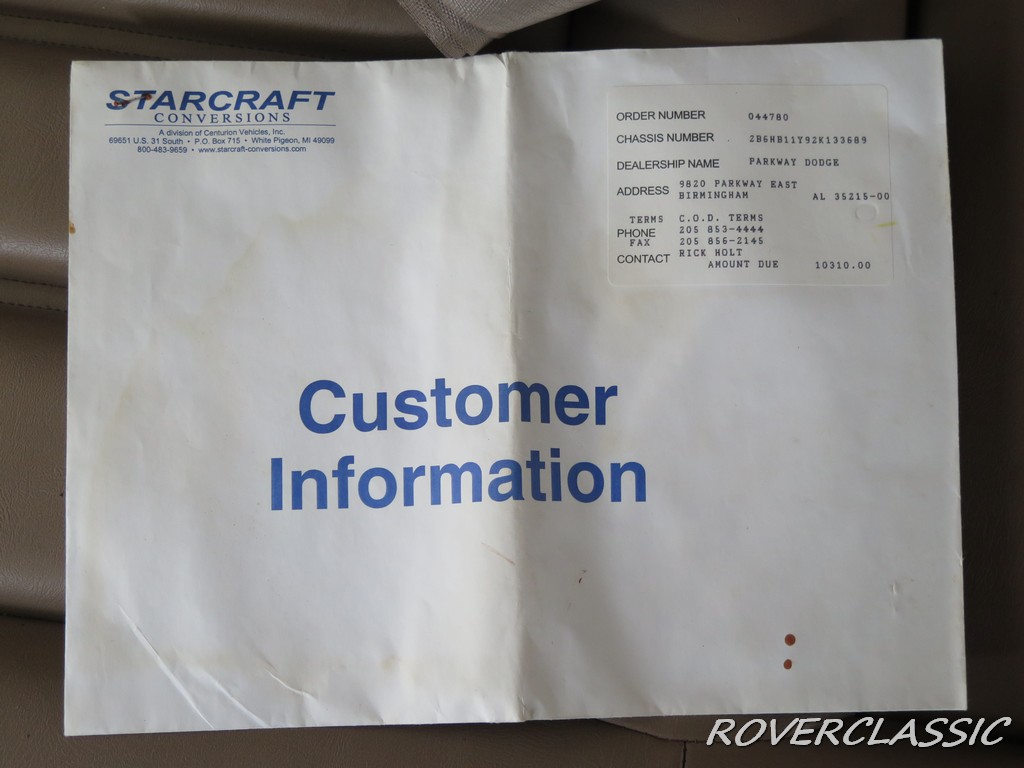 STARCRAFT
CONVERSIONS
A division of Centurion Vehicles, Inc.
69651 U.S. 31 South • P.O. Box 715 • White Pigeon, MI 49099
800-483-9659 • www.starcraft-conversions.com
ORDER NUMBER 044780
CHASSIS NUMBER 2B6HB11Y92K133689
DEALERSHIP NAME PARKWAY DODGE
ADDRESS 9820 PARKWAY EAST
BIRMINGHAM AL 35215-00
TERMS C.O.D. TERMS
PHONE 205 853-4444
FAX 205 856-2145
CONTACT RICK HOLT
AMOUNT DUE 10310.00
Customer
Information
ROVERCLASSIC